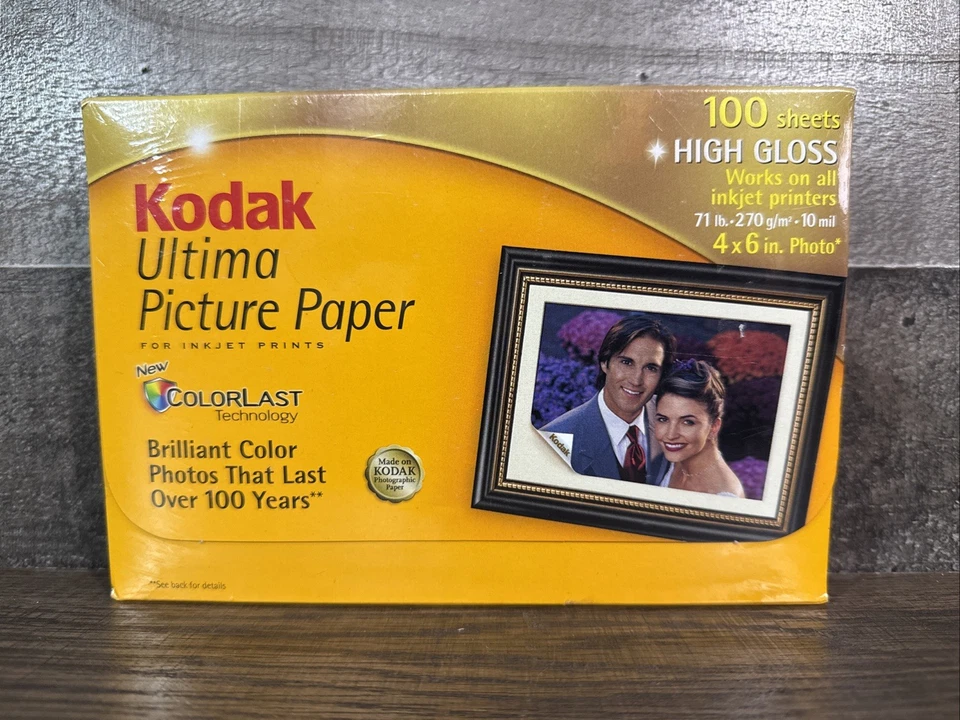 100 sheets
HIGH GLOSS
Works on all
inkjet printers
71 lb.•270 g/m²•10 mil
4 x 6 in. Photo*
Kodak
Ultima
Picture Paper
FOR INKJET PRINTS
New
COLORLAST
Technology
Brilliant Color
Photos That Last
Over 100 Years**
Made on
KODAK
Photographic
Paper
Kodak
**See back for details